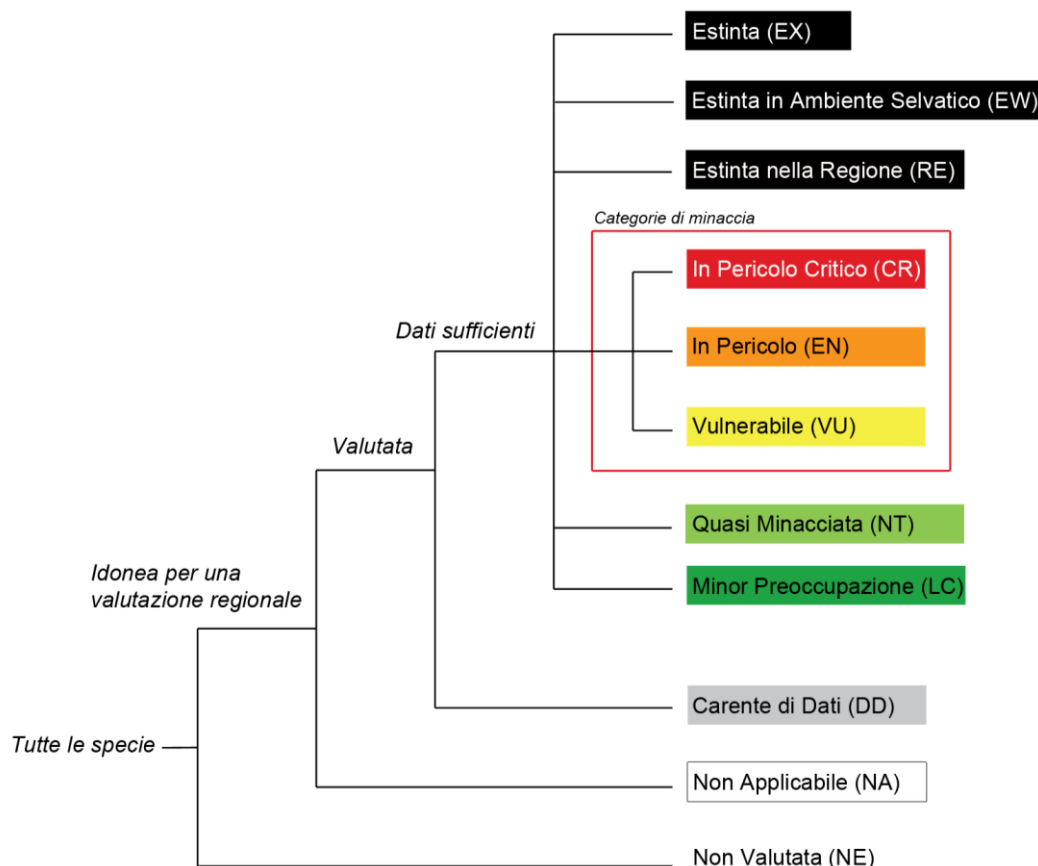 Estinta (EX)
Estinta in Ambiente Selvatico (EW)
Estinta nella Regione (RE)
Categorie di minaccia
In Pericolo Critico (CR)
Dati sufficienti
In Pericolo (EN)
Vulnerabile (VU)
Valutata
Quasi Minacciata (NT)
Idonea per una
valutazione regionale
Minor Preoccupazione (LC)
Carente di Dati (DD)
Tutte le specie
Non Applicabile (NA)
Non Valutata (NE)